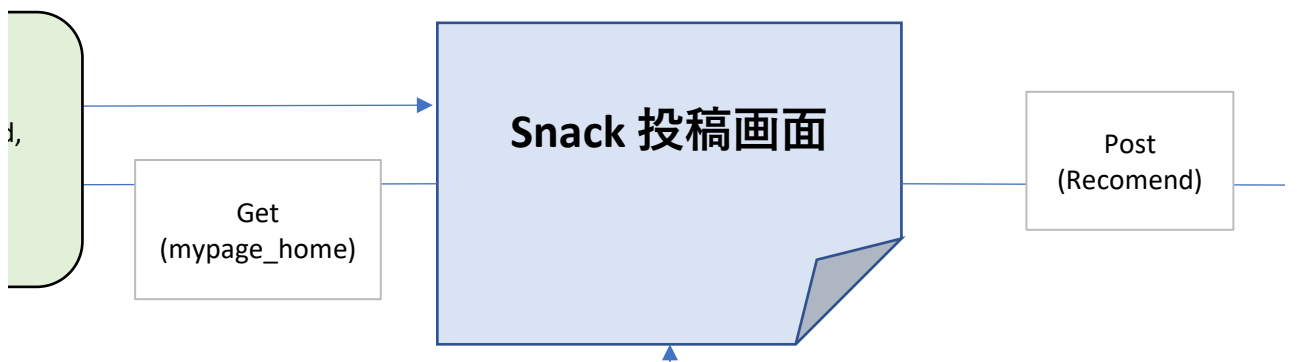 d,
Get
(mypage_home)
Snack 投稿画面
Post
(Recomend)